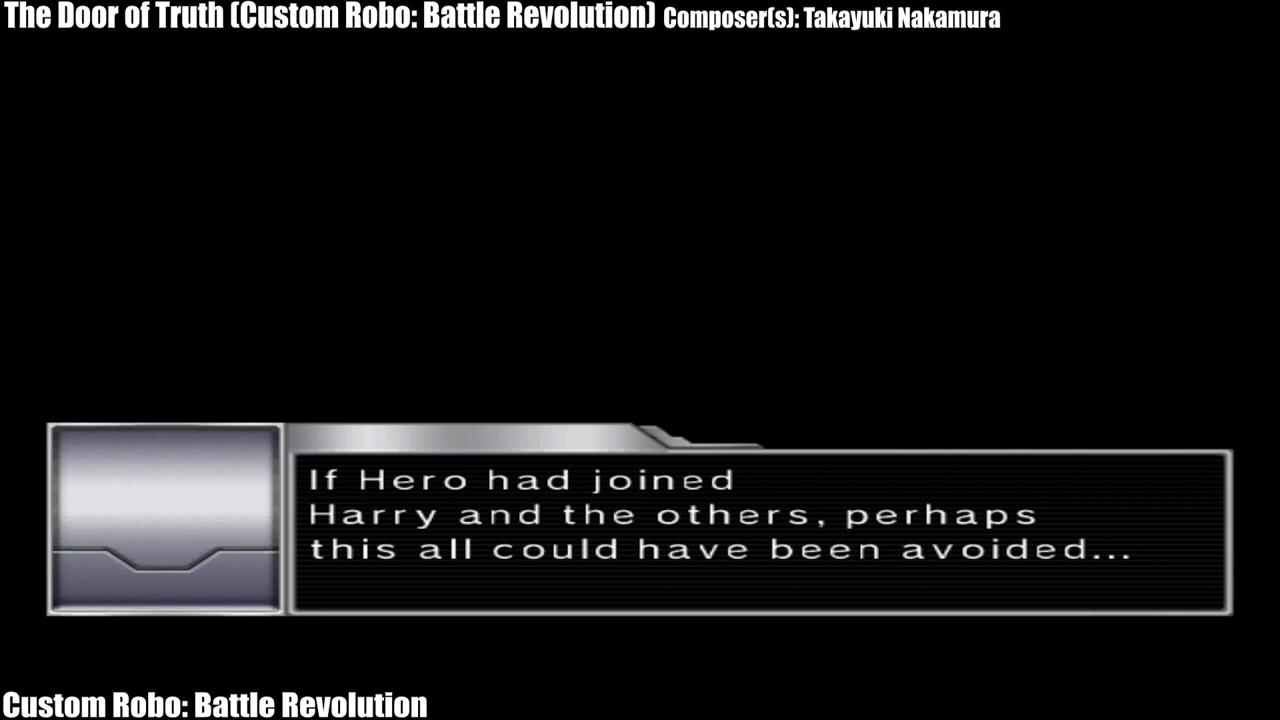 The Door of Truth (Custom Robo: Battle Revolution) Composer(s): Takayuki Nakamura
If Hero had joined
Harry and the others, perhaps
this all could have been avoided...
Custom Robo: Battle Revolution